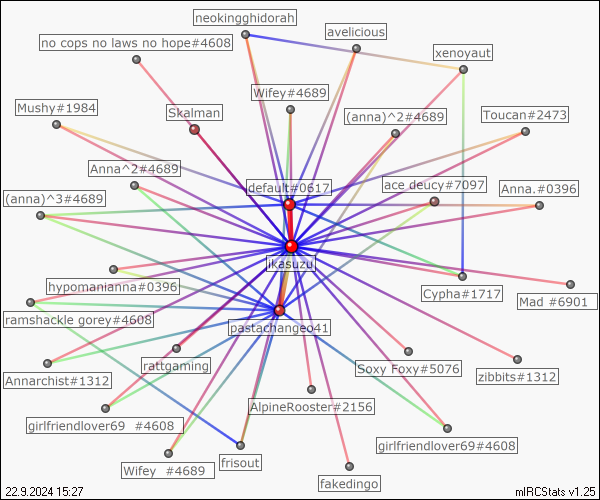 neokingghidorah
avelicious
no cops no laws no hope#4608
xenoyaut
Wifey#4689
Mushy#1984
Skalman
(anna)^2#4689
Toucan#2473
Anna^2#4689
default#0617
ace deucy#7097
Anna.#0396
(anna)^3#4689
ikasuzu
hypomanianna#0396
Cypha#1717
Mad #6901
ramshackle gorey#4608
pastachangeo41
rattgaming
Soxy Foxy#5076
zibbits#1312
Annarchist#1312
AlpineRooster#2156
girlfriendlover69 #4608
girlfriendlover69#4608
Wifey #4689
frisout
fakedingo
22.9.2024 15:27
mIRCStats v1.25